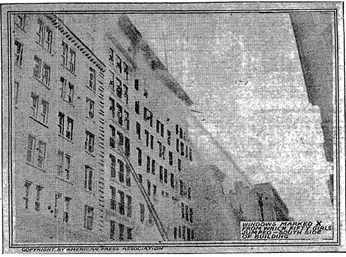 WINDOWS MARKED X
FROM WHICH FIFTY GIRLS
JUMPED - SOUTH SIDE
OF BUILDING
COPYRIGHT BY AMERICAN PRESS ASSOCIATION